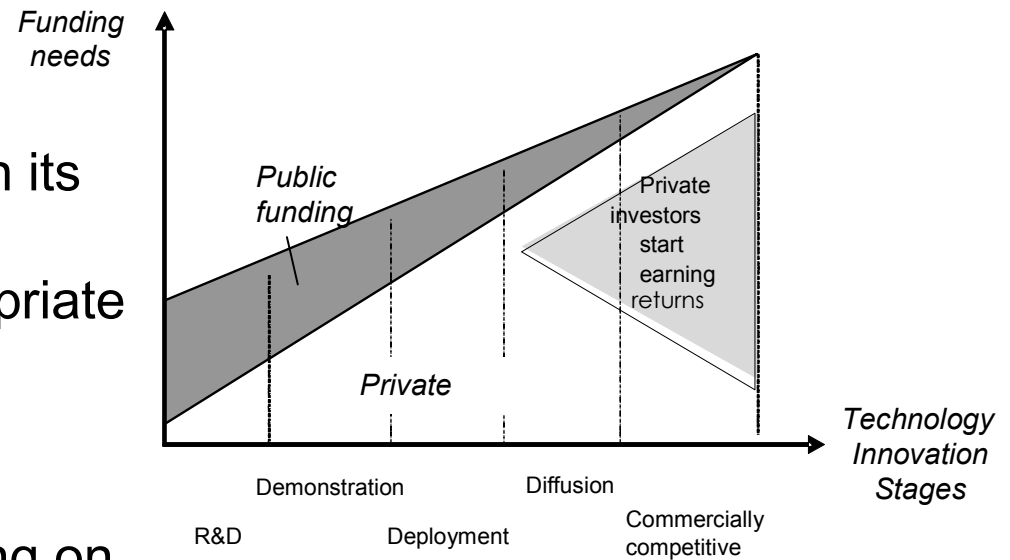 Funding
needs
n its
Public
funding
priate
Private
investors
start
earning
returns
Private
Technology
Innovation
Stages
Demonstration
Diffusion
R&D
Deployment
Commercially
competitive
ng on